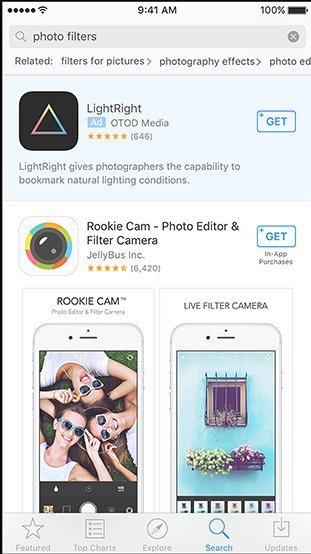 9:41 AM
100%
photo filters
Related: filters for pictures photography effects photo ed
LightRight
Ad OTOD Media
(646)
GET
LightRight gives photographers the capability to
bookmark natural lighting conditions.
Rookie Cam - Photo Editor &
Filter Camera
JellyBus Inc.
(6,420)
GET
In-App
Purchases
ROOKIE CAM™
Photo Editor & Filter Camera
LIVE FILTER CAMERA
Featured
Top Charts
Explore
Search
Updates